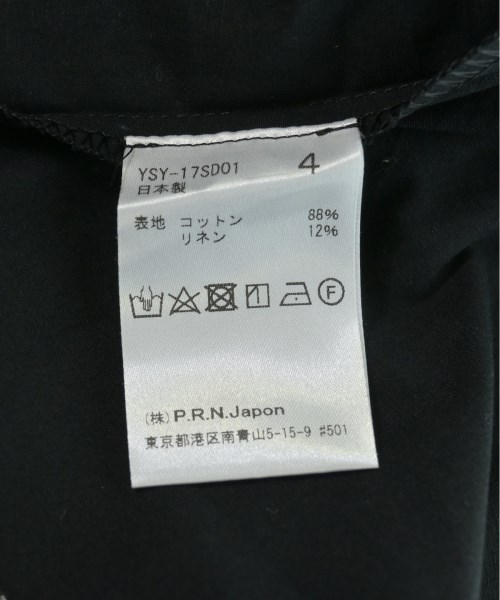 YSY-17SD01 4
日本製
表地 コットン 88%
リネン 12%
F
(株) P.R.N.Japon
東京都港区南青山5-15-9 #501